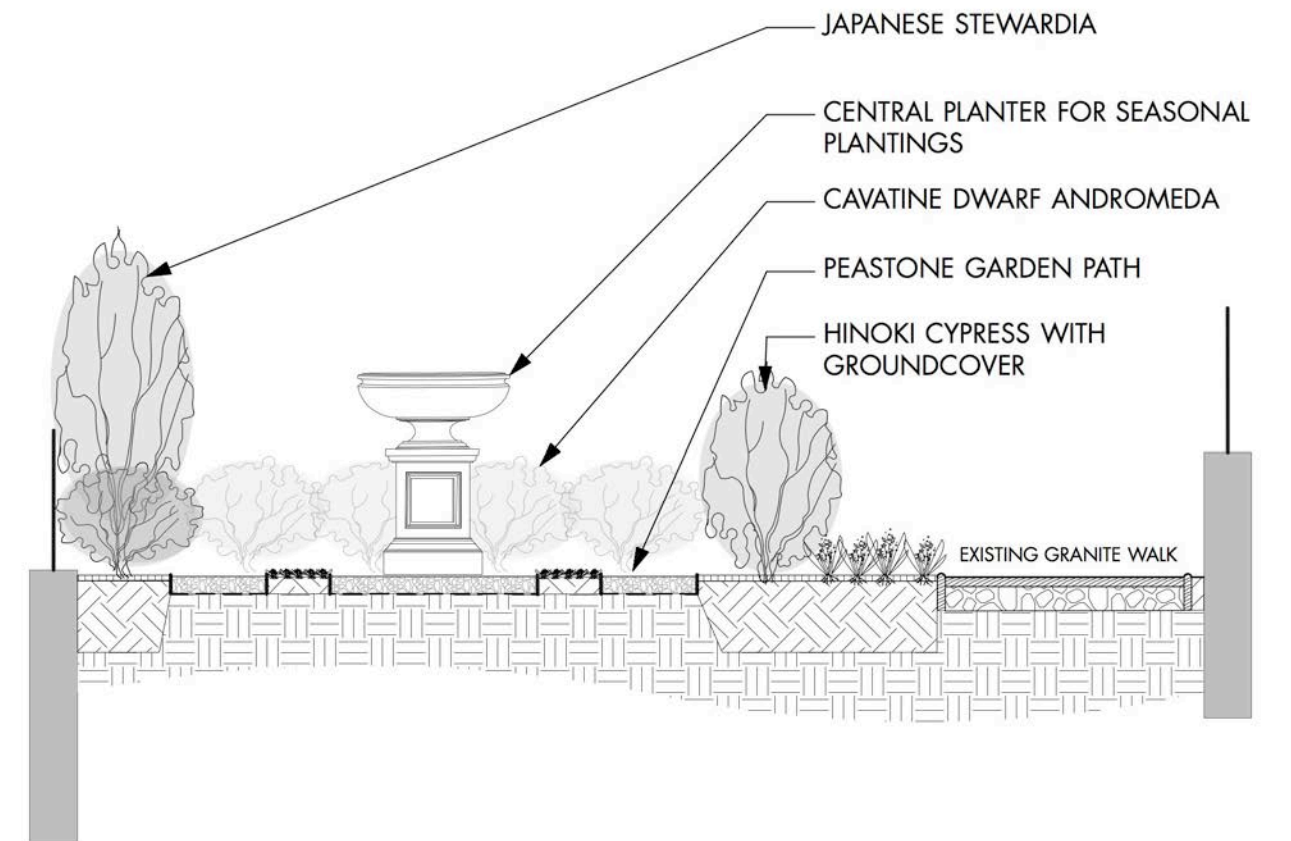 JAPANESE STEWARDIA
CENTRAL PLANTER FOR SEASONAL
PLANTINGS
CAVATINE DWARF ANDROMEDA
PEASTONE GARDEN PATH
HINOKI CYPRESS WITH
GROUNDCOVER
EXISTING GRANITE WALK